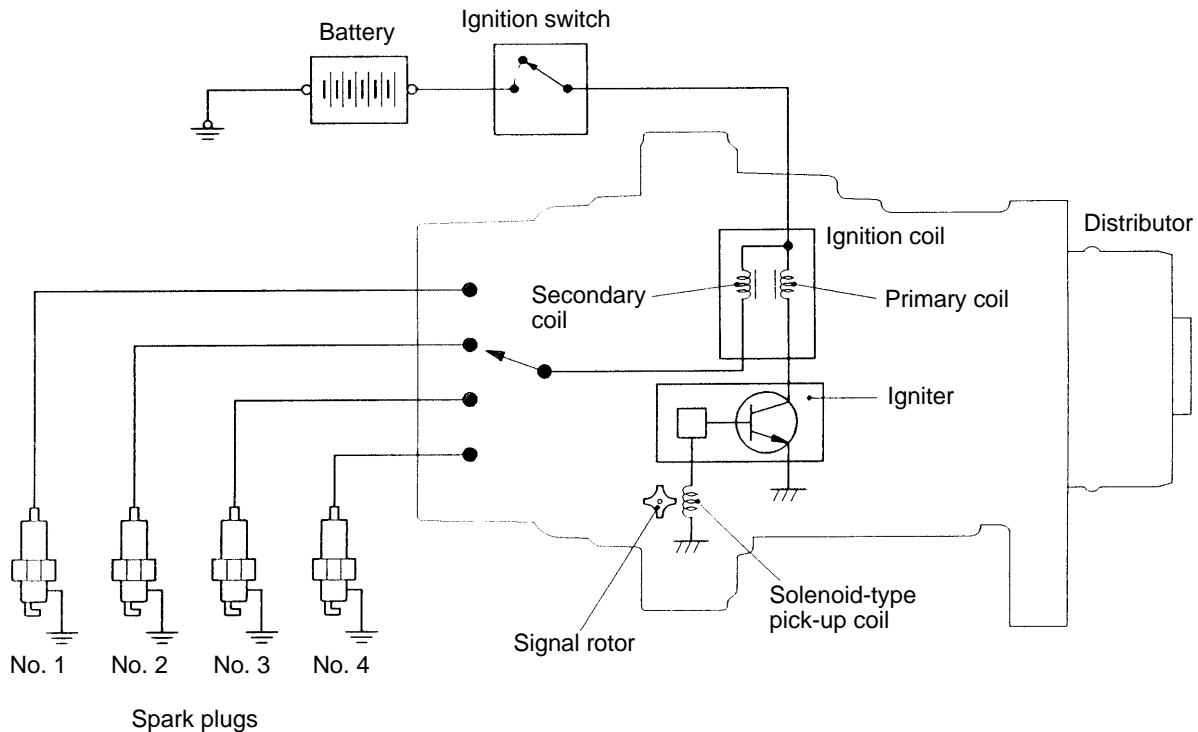 Ignition switch
Battery
Distributor
Ignition coil
Secondary
coil
Primary coil
Igniter
Solenoid-type
pick-up coil
Signal rotor
No. 1
No. 2
No. 3
No. 4
Spark plugs